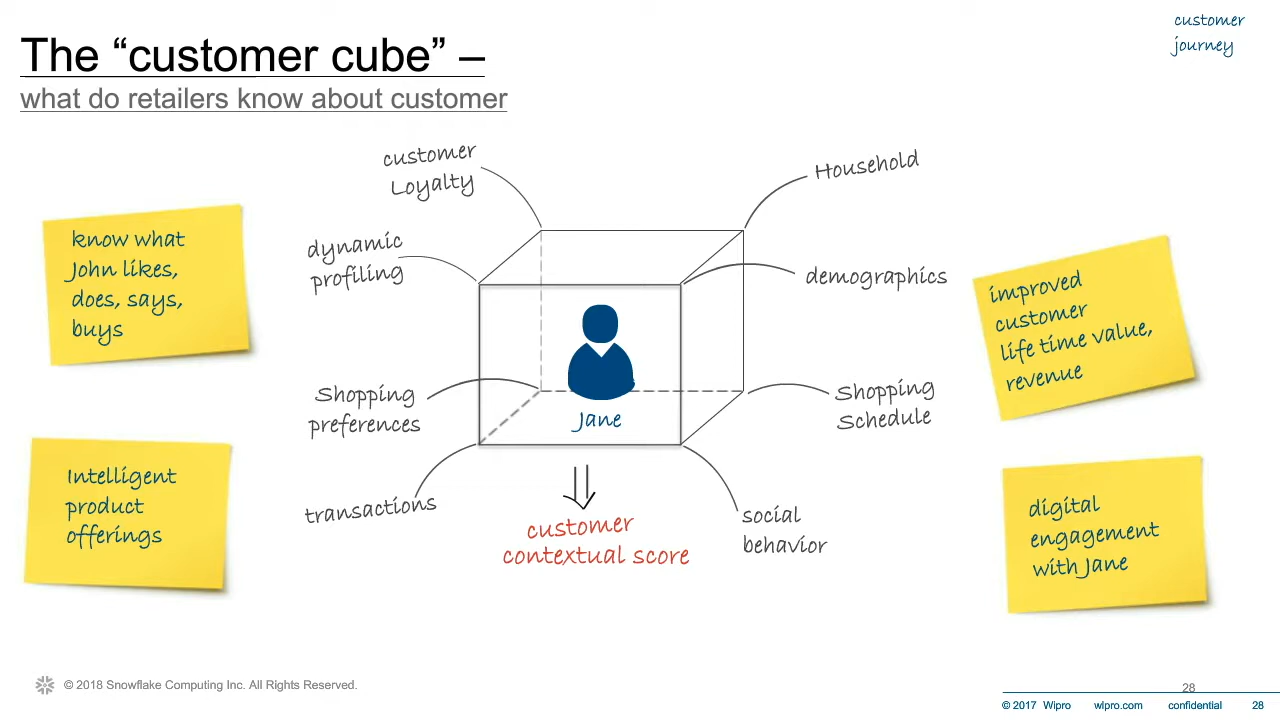 customer
journey
The “customer cube” –
what do retailers know about customer
customer
Loyalty
Household
know what
John likes,
does, says,
buys
dynamic
profiling
demographics
improved
customer
life time value,
revenue
Shopping
preferences
Jane
Shopping
Schedule
Intelligent
product
offerings
transactions
customer
contextual score
social
behavior
digital
engagement
with Jane
© 2018 Snowflake Computing Inc. All Rights Reserved.
28
© 2017 Wipro wipro.com confidential 28